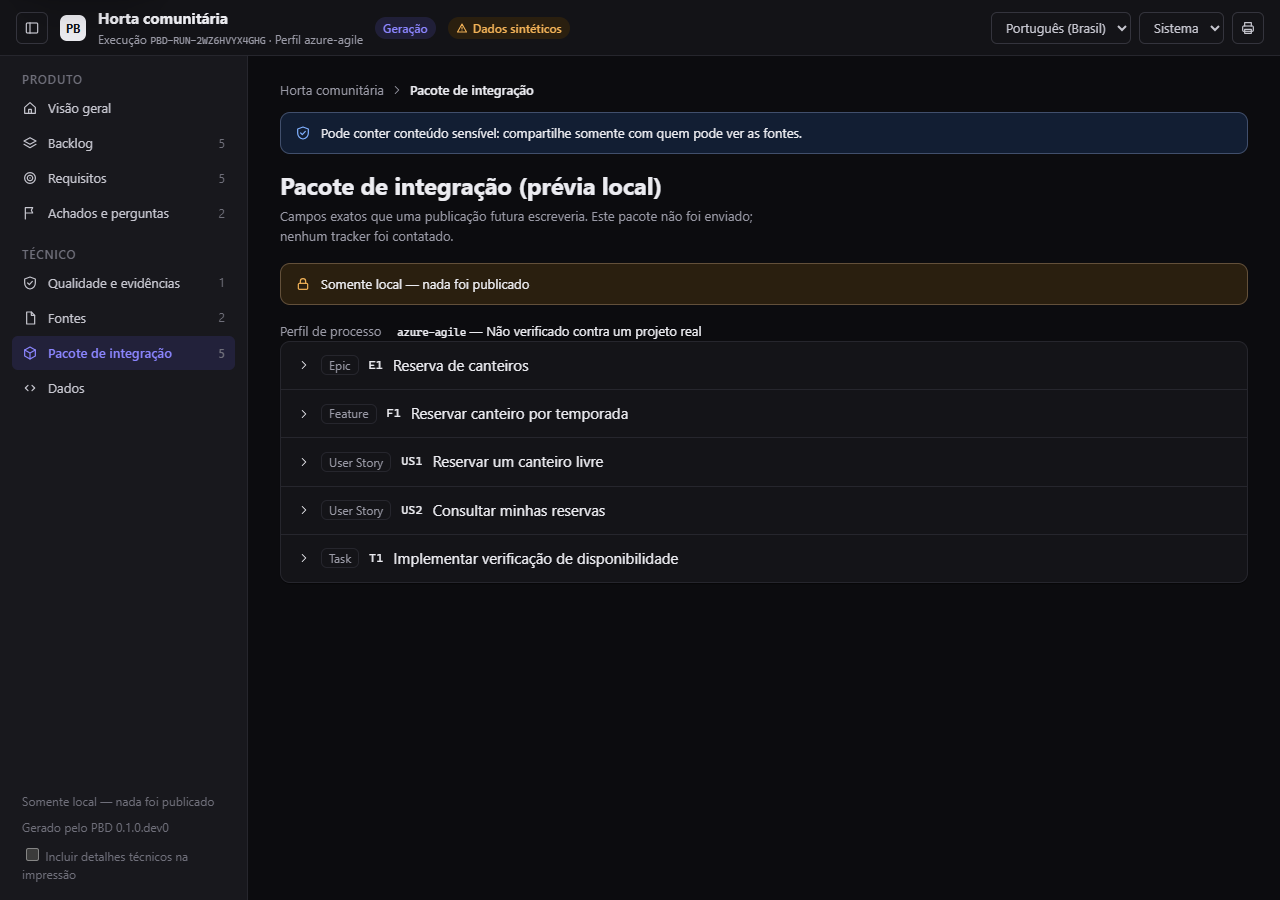 PB
Horta comunitária
Execução PBD-RUN-2WZ6HVYX4GHG · Perfil azure-agile
Geração
Dados sintéticos
Português (Brasil)
Sistema
PRODUTO
Visão geral
Backlog 5
Requisitos 5
Achados e perguntas 2
TÉCNICO
Qualidade e evidências 1
Fontes 2
Pacote de integração 5
Dados
Somente local — nada foi publicado
Gerado pelo PBD 0.1.0.dev0
Incluir detalhes técnicos na
impressão
Horta comunitária > Pacote de integração
Pode conter conteúdo sensível: compartilhe somente com quem pode ver as fontes.
Pacote de integração (prévia local)
Campos exatos que uma publicação futura escreveria. Este pacote não foi enviado;
nenhum tracker foi contatado.
Somente local — nada foi publicado
Perfil de processo azure-agile — Não verificado contra um projeto real
Epic E1 Reserva de canteiros
Feature F1 Reservar canteiro por temporada
User Story US1 Reservar um canteiro livre
User Story US2 Consultar minhas reservas
Task T1 Implementar verificação de disponibilidade